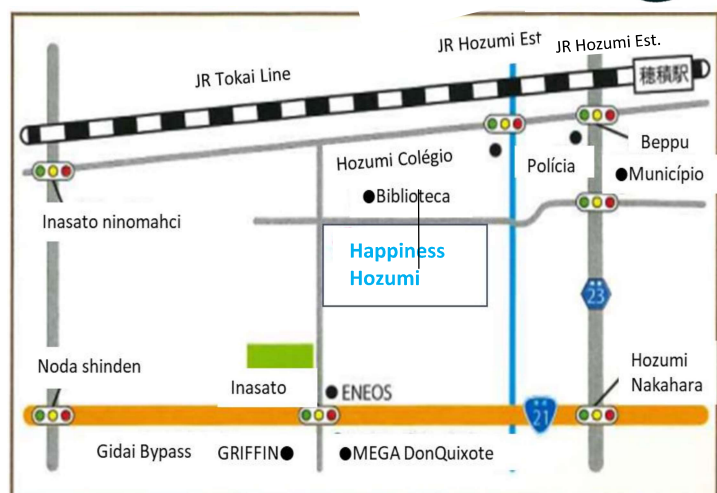 JR Hozumi Est
JR Hozumi Est.
JR Tokai Line
穂積駅
Hozumi Colégio
Beppu
Polícia
Município
Biblioteca
Inasato ninomahci
Happiness
Hozumi
23
Noda shinden
Hozumi
Nakahara
Inasato
ENEOS
21
Gidai Bypass
GRIFFIN
MEGA DonQuixote